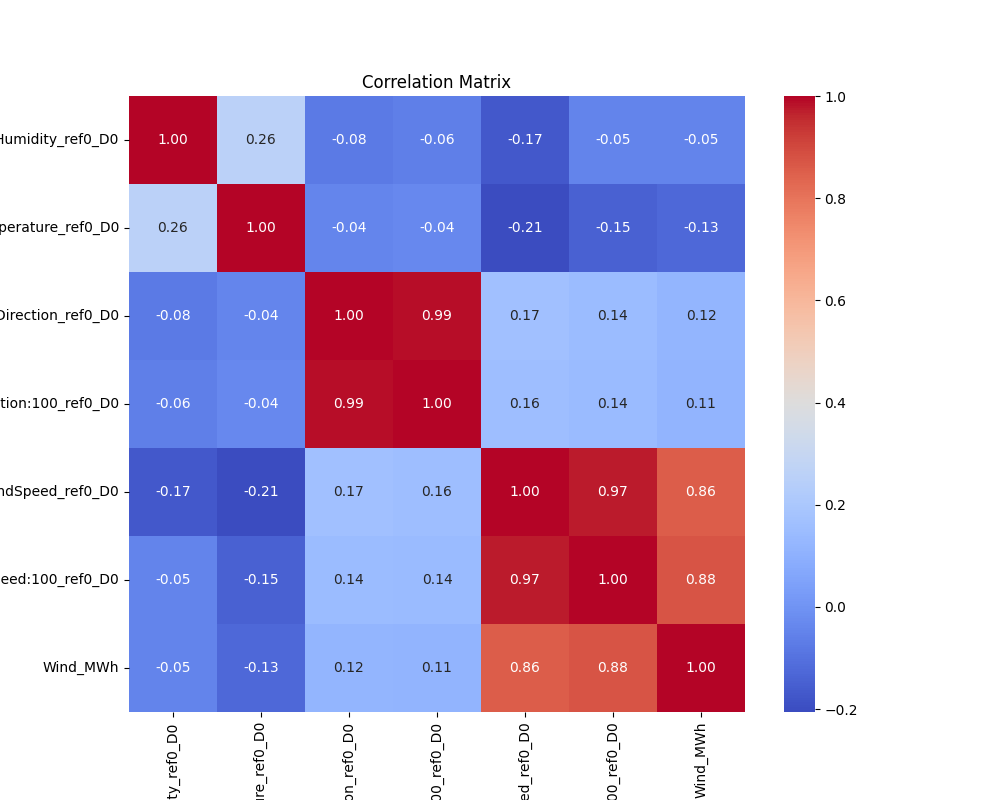 Correlation Matrix
Humidity_ref0_D0 1.00 0.26 -0.08 -0.06 -0.17 -0.05 -0.05
perature_ref0_D0 0.26 1.00 -0.04 -0.04 -0.21 -0.15 -0.13
Direction_ref0_D0 -0.08 -0.04 1.00 0.99 0.17 0.14 0.12
tion:100_ref0_D0 -0.06 -0.04 0.99 1.00 0.16 0.14 0.11
ndSpeed_ref0_D0 -0.17 -0.21 0.17 0.16 1.00 0.97 0.86
eed:100_ref0_D0 -0.05 -0.15 0.14 0.14 0.97 1.00 0.88
Wind_MWh -0.05 -0.13 0.12 0.11 0.86 0.88 1.00
ty_ref0_D0
ure_ref0_D0
on_ref0_D0
00_ref0_D0
ed_ref0_D0
00_ref0_D0
Wind_MWh
1.0
0.8
0.6
0.4
0.2
0.0
−0.2